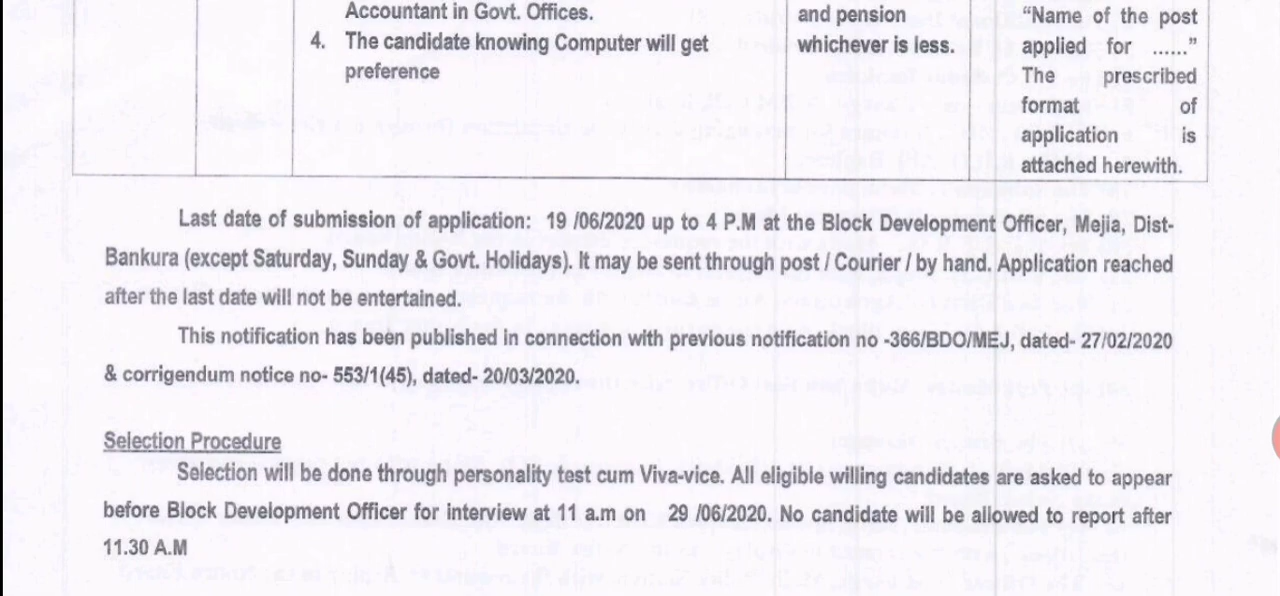 Accountant in Govt. Offices.
4. The candidate knowing Computer will get
preference
and pension
whichever is less.
“Name of the post
applied for ......”
The prescribed
format of
application is
attached herewith.
Last date of submission of application: 19 /06/2020 up to 4 P.M at the Block Development Officer, Mejia, Dist-
Bankura (except Saturday, Sunday & Govt. Holidays). It may be sent through post / Courier / by hand. Application reached
after the last date will not be entertained.
This notification has been published in connection with previous notification no -366/BDO/MEJ, dated- 27/02/2020
& corrigendum notice no- 553/1(45), dated- 20/03/2020.
Selection Procedure
Selection will be done through personality test cum Viva-vice. All eligible willing candidates are asked to appear
before Block Development Officer for interview at 11 a.m on 29 /06/2020. No candidate will be allowed to report after
11.30 A.M